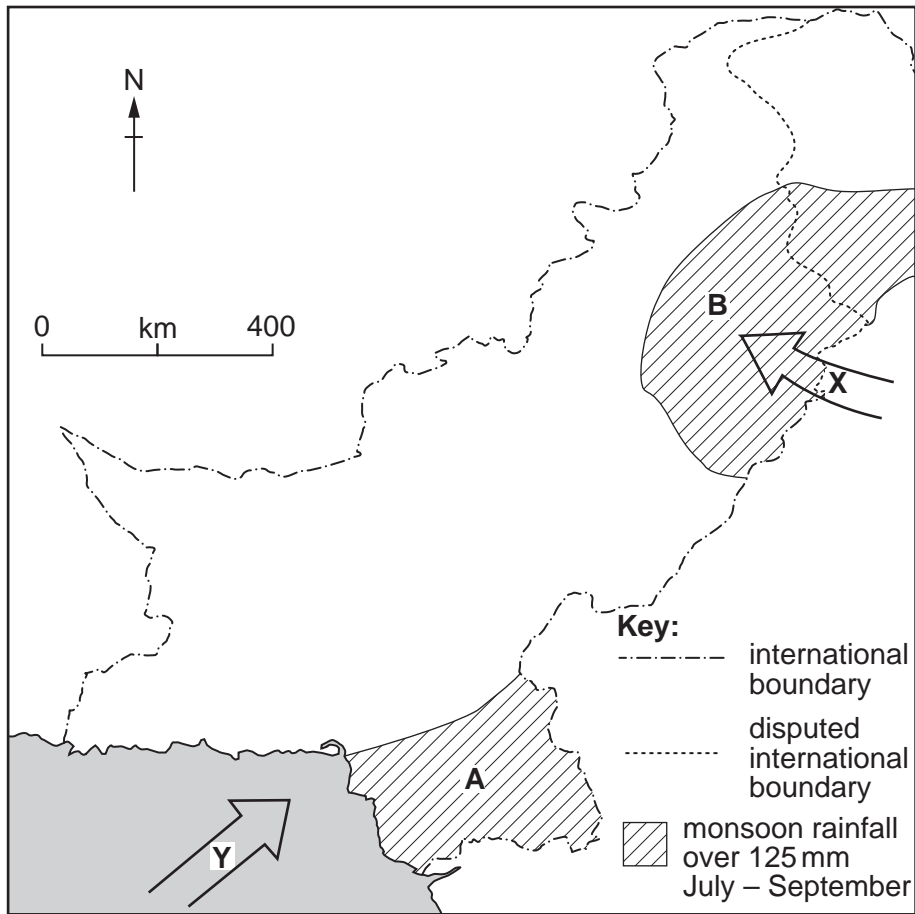 N
0 km 400
B
X
A
Y
Key:
international
boundary
disputed
international
boundary
monsoon rainfall
over 125 mm
July – September